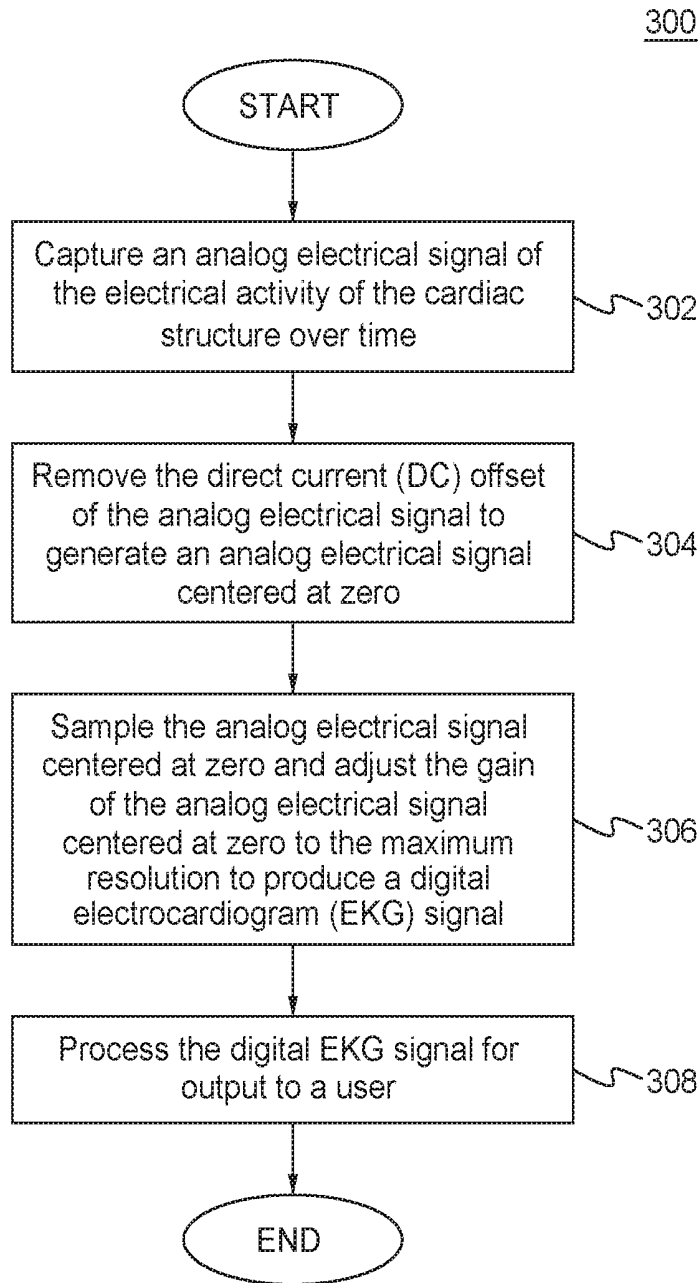 300
START
Capture an analog electrical signal of
the electrical activity of the cardiac
structure over time
302
Remove the direct current (DC) offset
of the analog electrical signal to
generate an analog electrical signal
centered at zero
304
Sample the analog electrical signal
centered at zero and adjust the gain
of the analog electrical signal
centered at zero to the maximum
resolution to produce a digital
electrocardiogram (EKG) signal
306
Process the digital EKG signal for
output to a user
308
END